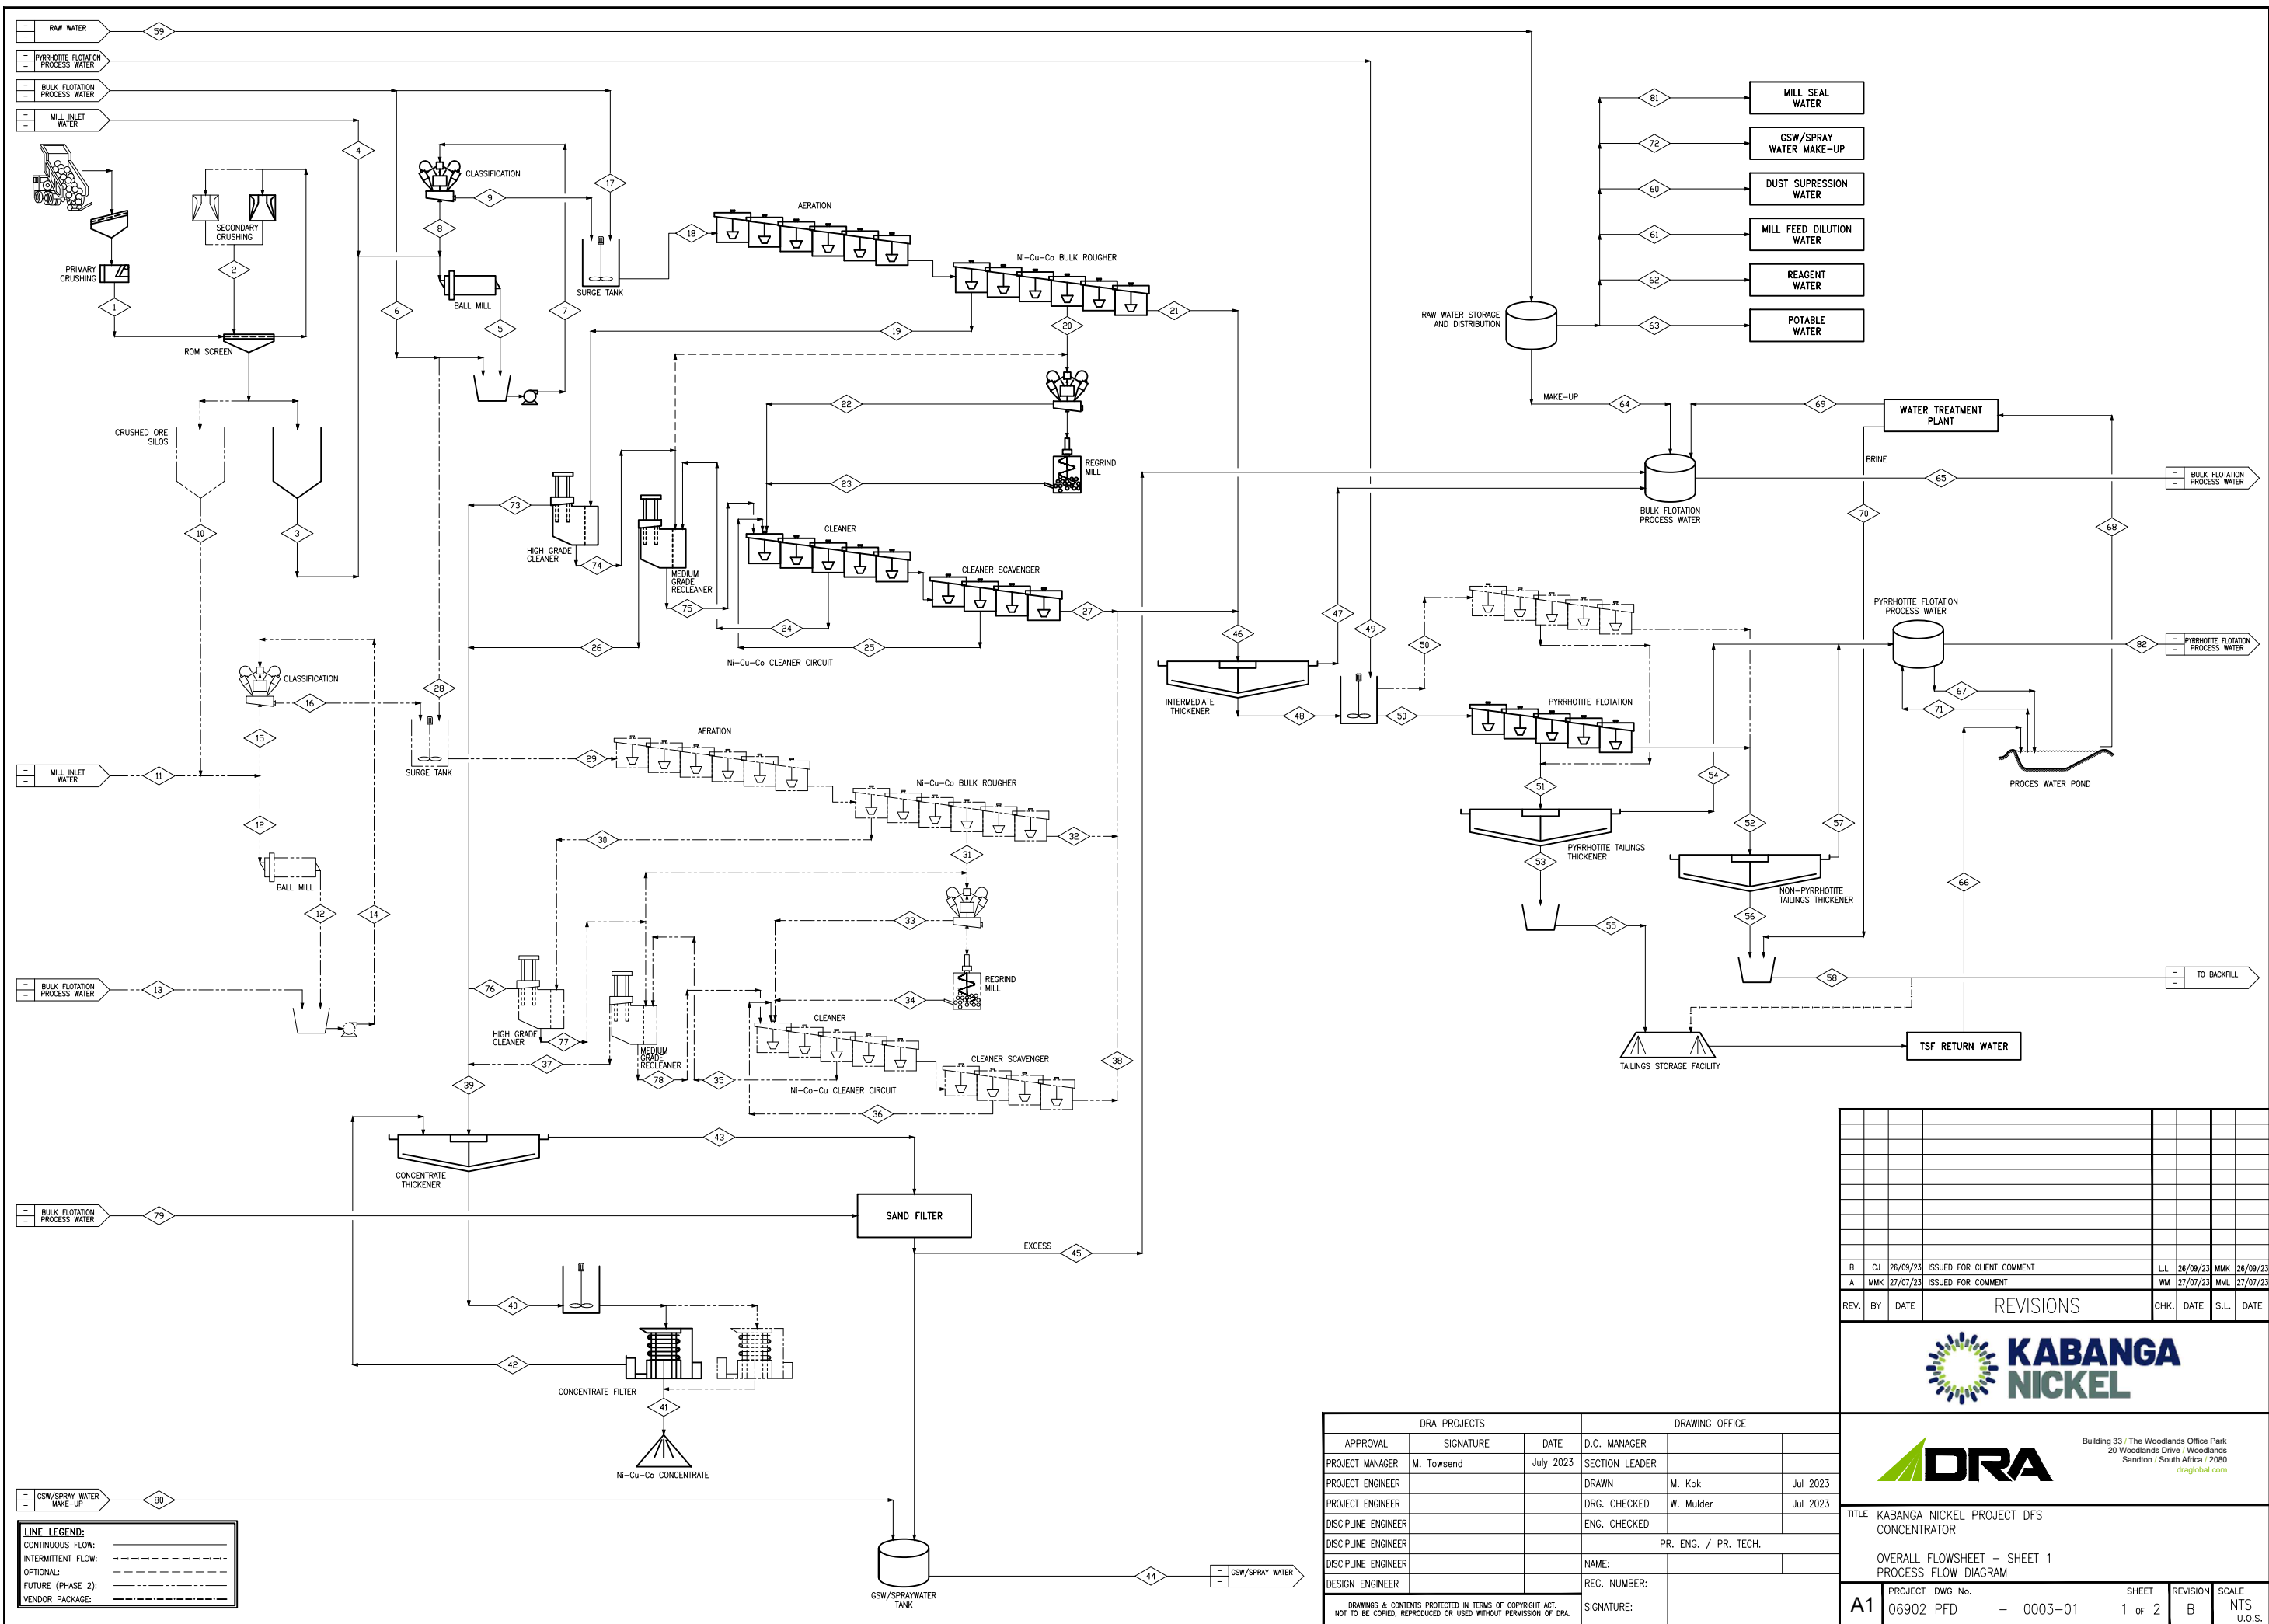 RAW WATER
59
PYRRHOTITE FLOTATION
PROCESS WATER
BULK FLOTATION
PROCESS WATER
MILL INLET
WATER
4
17
81
MILL SEAL
WATER
72
GSW/SPRAY
WATER MAKE-UP
60
DUST SUPRESSION
WATER
61
MILL FEED DILUTION
WATER
62
REAGENT
WATER
63
POTABLE
WATER
CLASSIFICATION
9
8
SECONDARY
CRUSHING
2
PRIMARY
CRUSHING
1
BALL MILL
5
6
7
ROM SCREEN
AERATION
18
SURGE TANK
Ni-Cu-Co BULK ROUGHER
19
20
21
RAW WATER STORAGE
AND DISTRIBUTION
MAKE-UP
64
69
WATER TREATMENT
PLANT
BRINE
CRUSHED ORE
SILOS
22
23
REGRIND
MILL
73
HIGH GRADE
CLEANER
74
MEDIUM
GRADE
RECLEANER
75
CLEANER
CLEANER SCAVENGER
27
24
25
26
Ni-Cu-Co CLEANER CIRCUIT
BULK FLOTATION
PROCESS WATER
65
BULK FLOTATION
PROCESS WATER
70
68
10
3
47
49
46
50
PYRRHOTITE FLOTATION
PROCESS WATER
82
PYRRHOTITE FLOTATION
PROCESS WATER
67
71
INTERMEDIATE
THICKENER
48
50
PYRRHOTITE FLOTATION
PROCES WATER POND
CLASSIFICATION
16
15
28
SURGE TANK
MILL INLET
WATER
11
12
BALL MILL
12
14
AERATION
29
Ni-Cu-Co BULK ROUGHER
30
31
32
51
54
52
57
PYRRHOTITE TAILINGS
THICKENER
53
NON-PYRRHOTITE
TAILINGS THICKENER
56
66
55
58
TO BACKFILL
33
34
REGRIND
MILL
BULK FLOTATION
PROCESS WATER
13
76
HIGH GRADE
CLEANER
77
MEDIUM
GRADE
RECLEANER
78
37
35
36
38
CLEANER
CLEANER SCAVENGER
Ni-Co-Cu CLEANER CIRCUIT
TAILINGS STORAGE FACILITY
TSF RETURN WATER
39
CONCENTRATE
THICKENER
43
BULK FLOTATION
PROCESS WATER
79
SAND FILTER
EXCESS
45
40
42
CONCENTRATE FILTER
41
Ni-Cu-Co CONCENTRATE
GSW/SPRAY WATER
MAKE-UP
80
GSW/SPRAYWATER
TANK
44
GSW/SPRAY WATER
LINE LEGEND:
CONTINUOUS FLOW:
INTERMITTENT FLOW:
OPTIONAL:
FUTURE (PHASE 2):
VENDOR PACKAGE:
B CJ 26/09/23 ISSUED FOR CLIENT COMMENT L.L 26/09/23 MMK 26/09/23
A MMK 27/07/23 ISSUED FOR COMMENT WM 27/07/23 MML 27/07/23
REV. BY DATE REVISIONS CHK. DATE S.L. DATE
KABANGA
NICKEL
DRA
Building 33 / The Woodlands Office Park
20 Woodlands Drive / Woodlands
Sandton / South Africa / 2080
draglobal.com
DRA PROJECTS DRAWING OFFICE
APPROVAL SIGNATURE DATE D.O. MANAGER
PROJECT MANAGER M. Towsend July 2023 SECTION LEADER
PROJECT ENGINEER DRAWN M. Kok Jul 2023
PROJECT ENGINEER DRG. CHECKED W. Mulder Jul 2023
DISCIPLINE ENGINEER ENG. CHECKED
DISCIPLINE ENGINEER PR. ENG. / PR. TECH.
DISCIPLINE ENGINEER NAME:
DESIGN ENGINEER REG. NUMBER:
DRAWINGS & CONTENTS PROTECTED IN TERMS OF COPYRIGHT ACT.
NOT TO BE COPIED, REPRODUCED OR USED WITHOUT PERMISSION OF DRA.
SIGNATURE:
TITLE KABANGA NICKEL PROJECT DFS
CONCENTRATOR
OVERALL FLOWSHEET - SHEET 1
PROCESS FLOW DIAGRAM
A1 PROJECT DWG No. SHEET REVISION SCALE
06902 PFD - 0003-01 1 OF 2 B NTS
U.O.S.